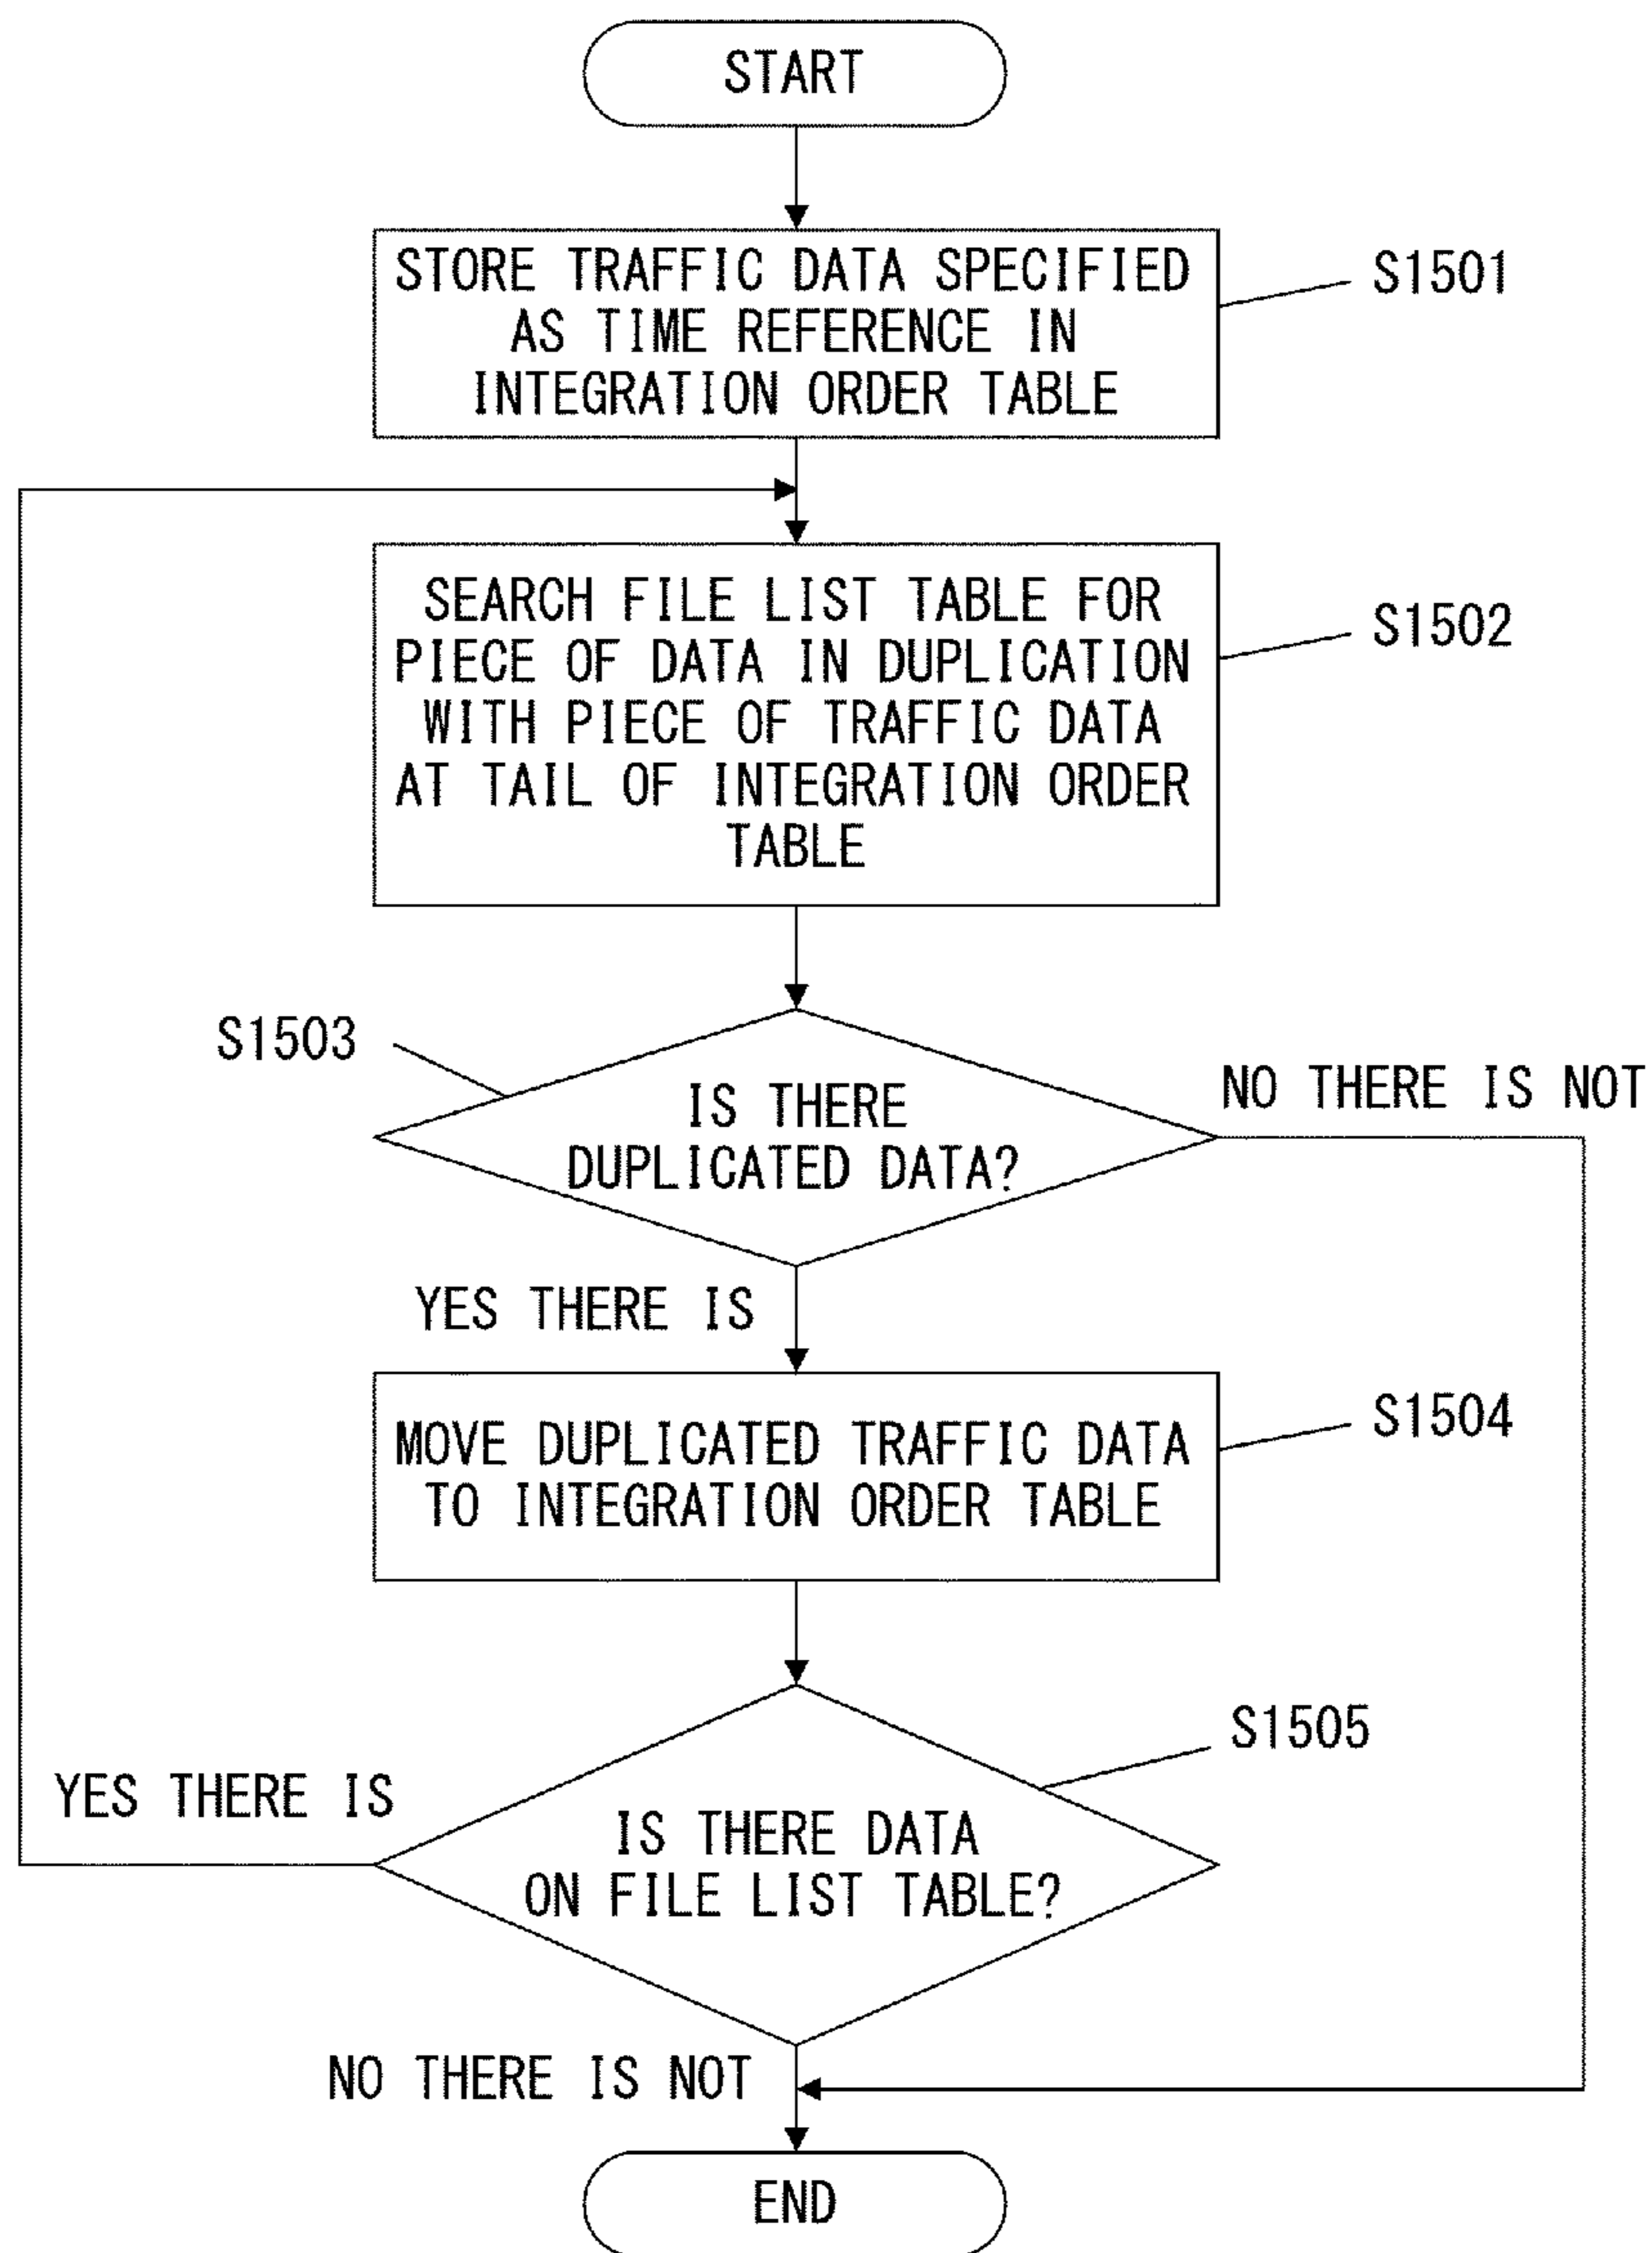 START
STORE TRAFFIC DATA SPECIFIED
AS TIME REFERENCE IN
INTEGRATION ORDER TABLE
S1501
SEARCH FILE LIST TABLE FOR
PIECE OF DATA IN DUPLICATION
WITH PIECE OF TRAFFIC DATA
AT TAIL OF INTEGRATION ORDER
TABLE
S1502
S1503
IS THERE
DUPLICATED DATA?
NO THERE IS NOT
YES THERE IS
MOVE DUPLICATED TRAFFIC DATA
TO INTEGRATION ORDER TABLE
S1504
S1505
YES THERE IS
IS THERE DATA
ON FILE LIST TABLE?
NO THERE IS NOT
END